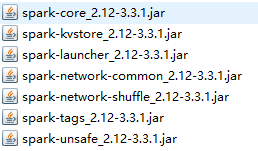 spark-core_2.12-3.3.1.jar
spark-kvstore_2.12-3.3.1.jar
spark-launcher_2.12-3.3.1.jar
spark-network-common_2.12-3.3.1.jar
spark-network-shuffle_2.12-3.3.1.jar
spark-tags_2.12-3.3.1.jar
spark-unsafe_2.12-3.3.1.jar